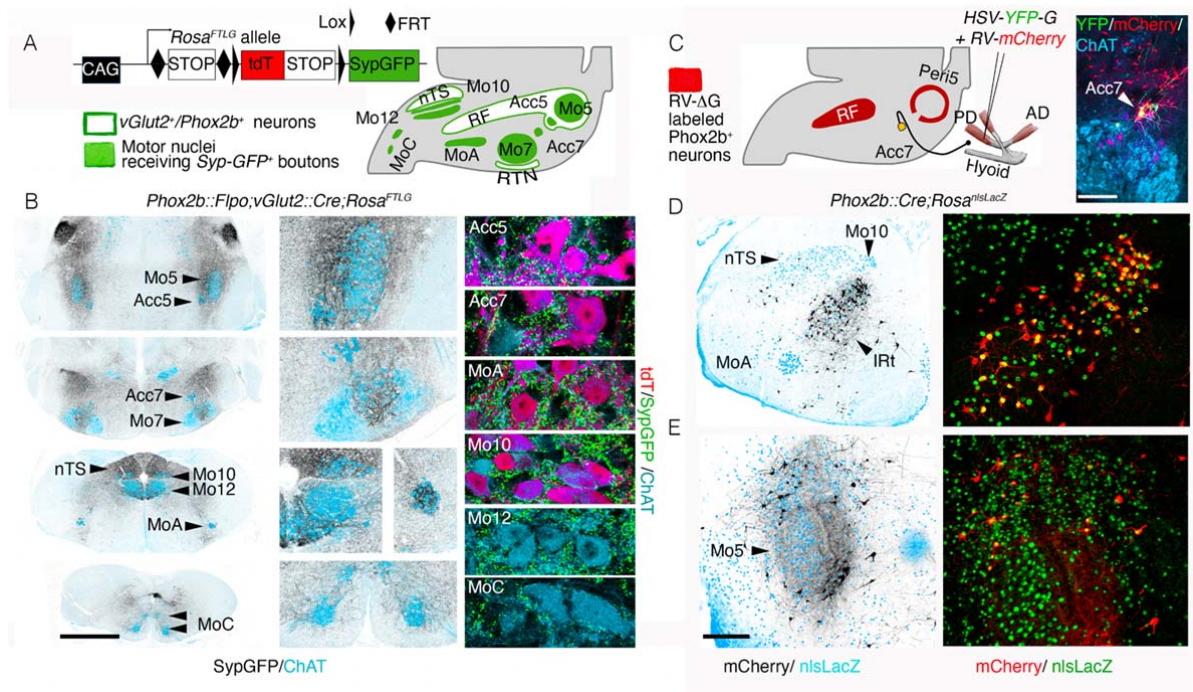 A
Lox
FRT
Rosa^FTLG allele
CAG
STOP
tdT
STOP
SypGFP
vGlut2+/Phox2b+ neurons
Motor nuclei
receiving Syp-GFP+ boutons
nTS
Mo10
Mo12
RF
Acc5
Mo5
MoC
MoA
Mo7
Acc7
RTN
B
Phox2b::Flpo;vGlut2::Cre;Rosa^FTLG
Mo5
Acc5
Acc7
Mo7
nTS
Mo10
Mo12
MoA
MoC
Acc5
Acc7
MoA
Mo10
Mo12
MoC
tdT/SypGFP/ChAT
SypGFP/ChAT
C
RV-ΔG
labeled
Phox2b+
neurons
HSV-YFP-G
+ RV-mCherry
RF
Peri5
PD
AD
Acc7
Hyoid
YFP/mCherry/
ChAT
Acc7
D
Phox2b::Cre;Rosa^nlsLacZ
nTS
Mo10
MoA
IRt
E
Mo5
mCherry/ nlsLacZ
mCherry/ nlsLacZ